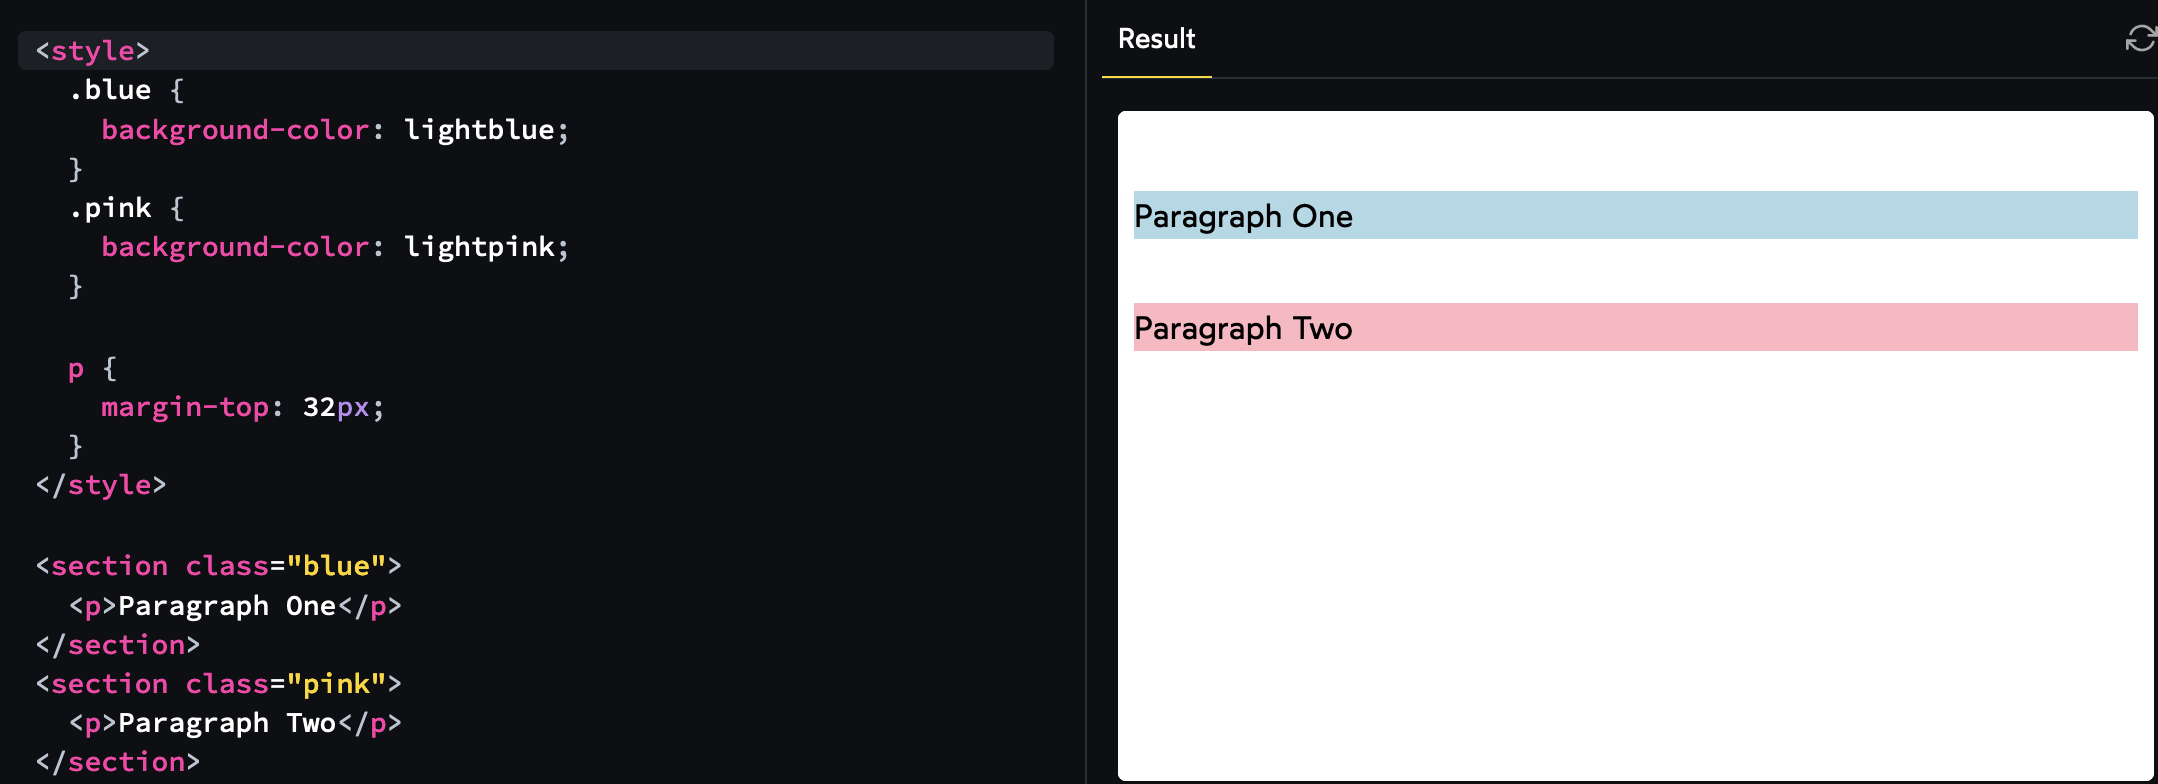 <style>
  .blue {
    background-color: lightblue;
  }
  .pink {
    background-color: lightpink;
  }

  p {
    margin-top: 32px;
  }
</style>

<section class="blue">
  <p>Paragraph One</p>
</section>
<section class="pink">
  <p>Paragraph Two</p>
</section>
Result
Paragraph One
Paragraph Two